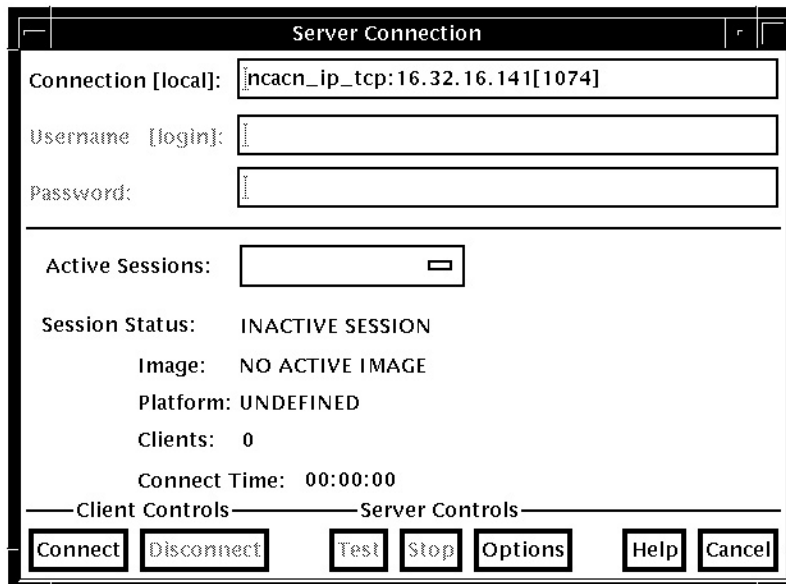 Server Connection
Connection [local]: ncacn_ip_tcp:16.32.16.141[1074]
Username [login]:
Password:
Active Sessions:
Session Status: INACTIVE SESSION
Image: NO ACTIVE IMAGE
Platform: UNDEFINED
Clients: 0
Connect Time: 00:00:00
Client Controls Server Controls
Connect Disconnect Test Stop Options Help Cancel